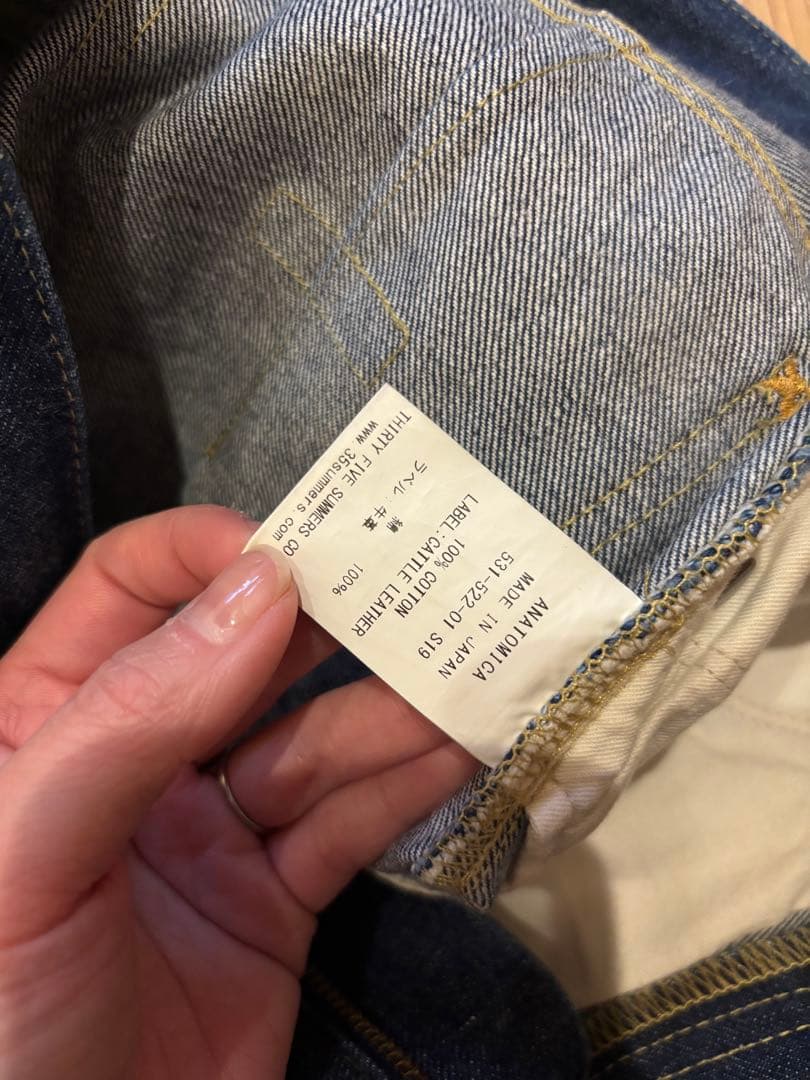 ANATOMICA
MADE IN JAPAN
531-522-01 S19
100% COTTON
LABEL:CATTLE LEATHER
綿 100%
ラベル:牛革
THIRTY FIVE SUMMERS CO
www.35summers.com